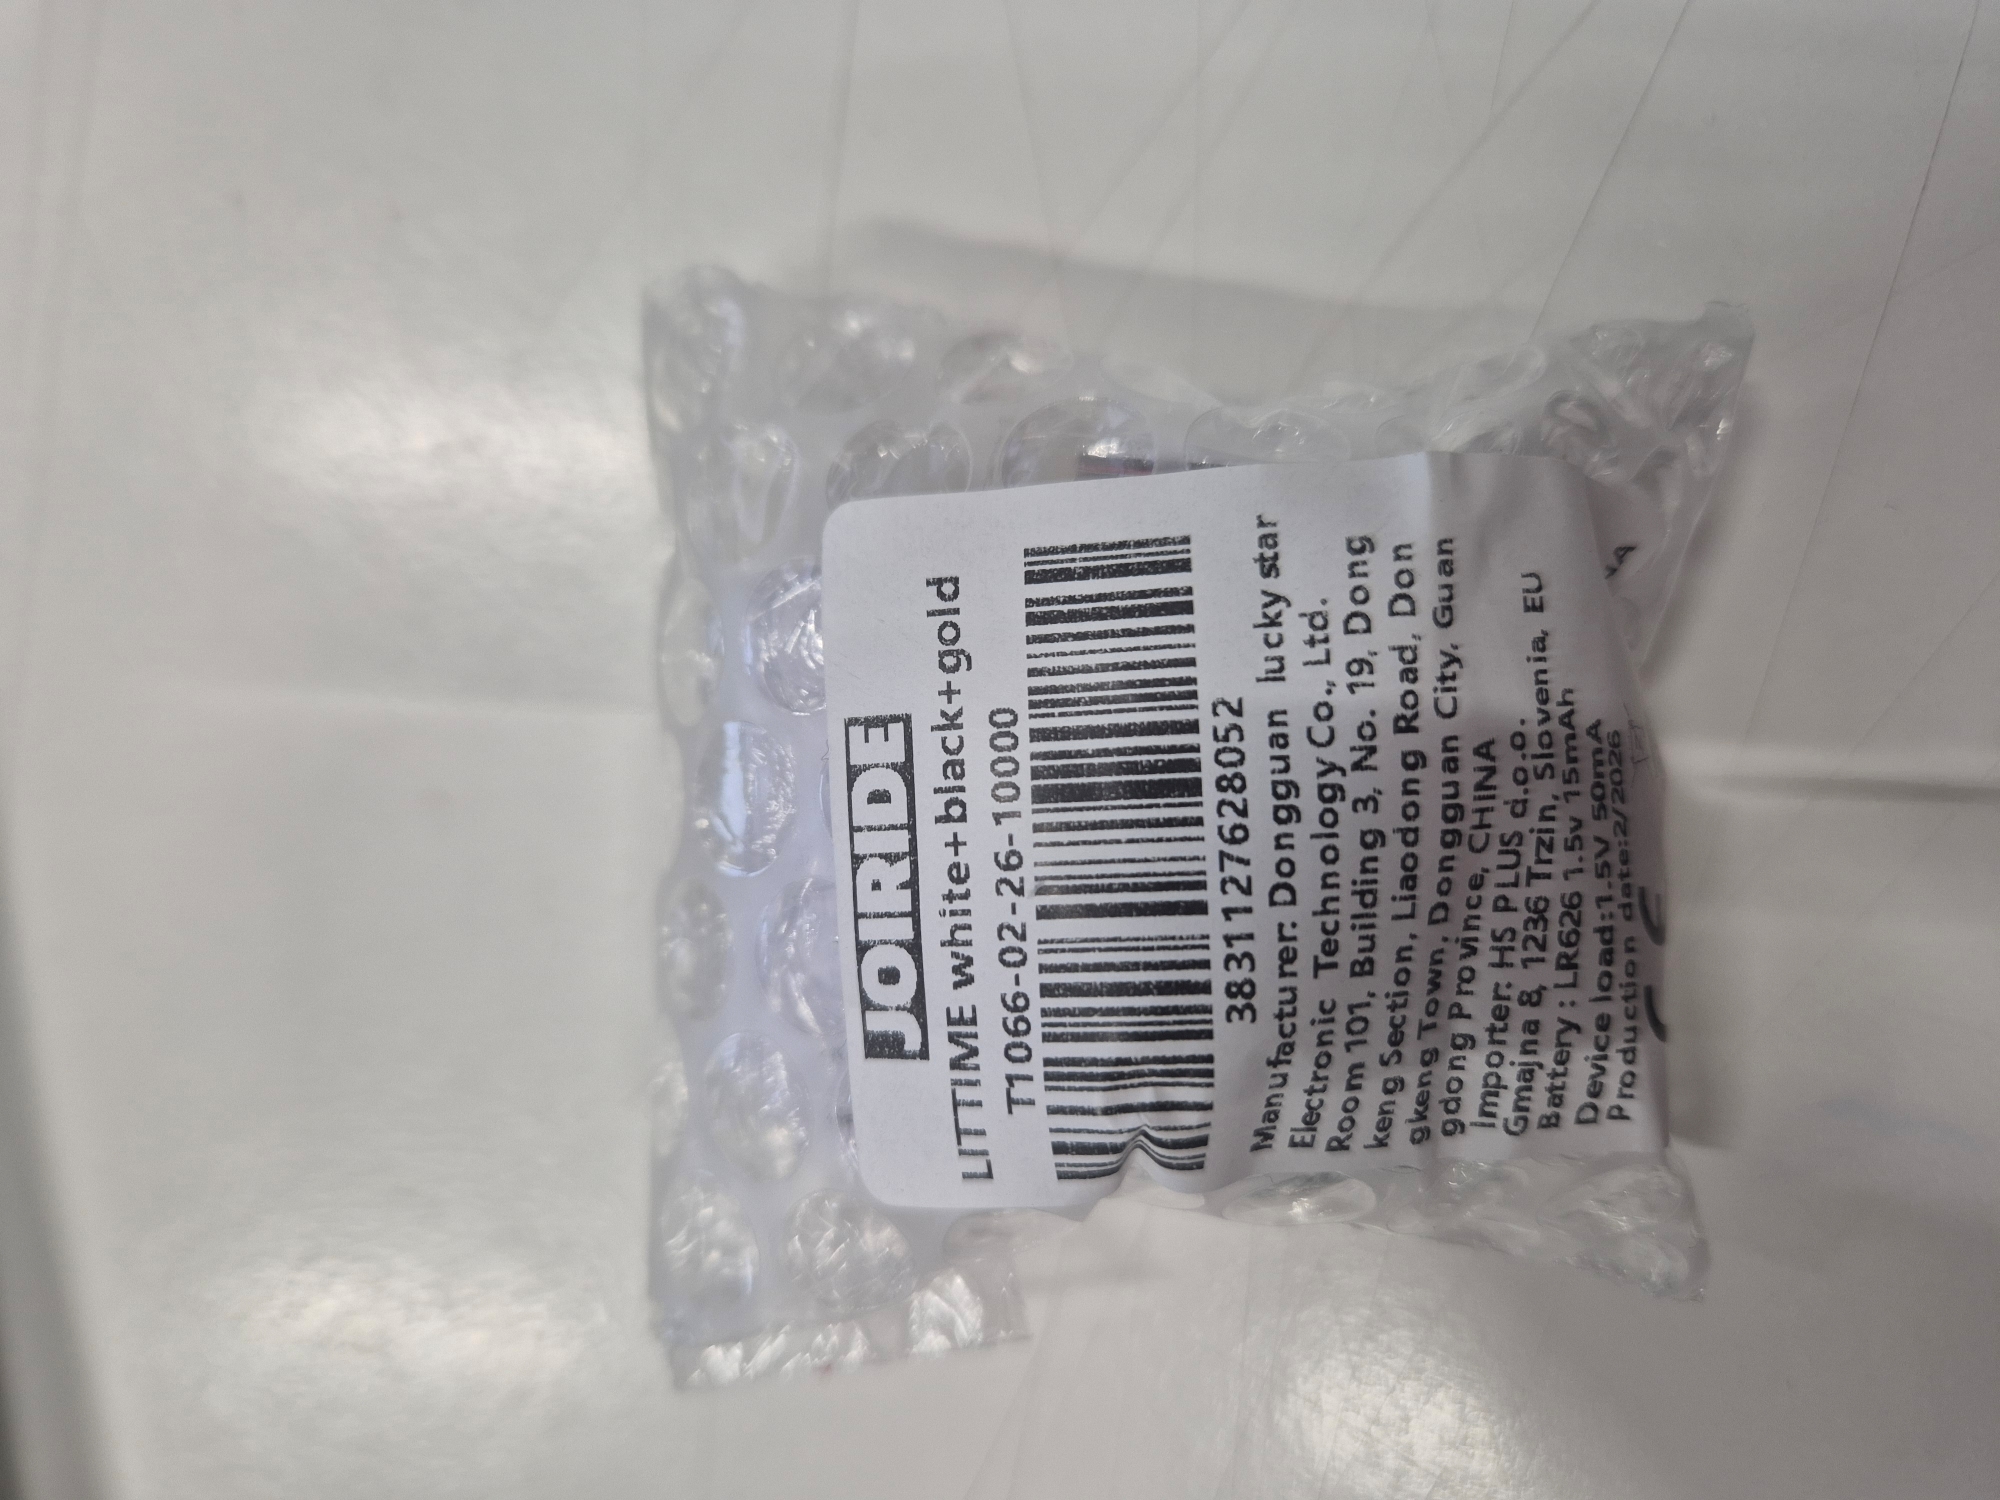 JORIDE
LITTIME white+black+gold
T1066-02-26-10000
3831127628052
Manufacturer: Dongguan lucky star
Electronic Technology Co., Ltd.
Room 101, Building 3, No. 19, Dong
keng Section, Liaodong Road, Don
gkeng Town, Dongguan City, Guan
gdong Province, CHINA
Importer: HS PLUS d.o.o.
Gmajna 8, 1236 Trzin, Slovenia, EU
Battery : LR626 1.5v 15mAh
Device load:1.5V 50mA
Production date:2/2026
CE